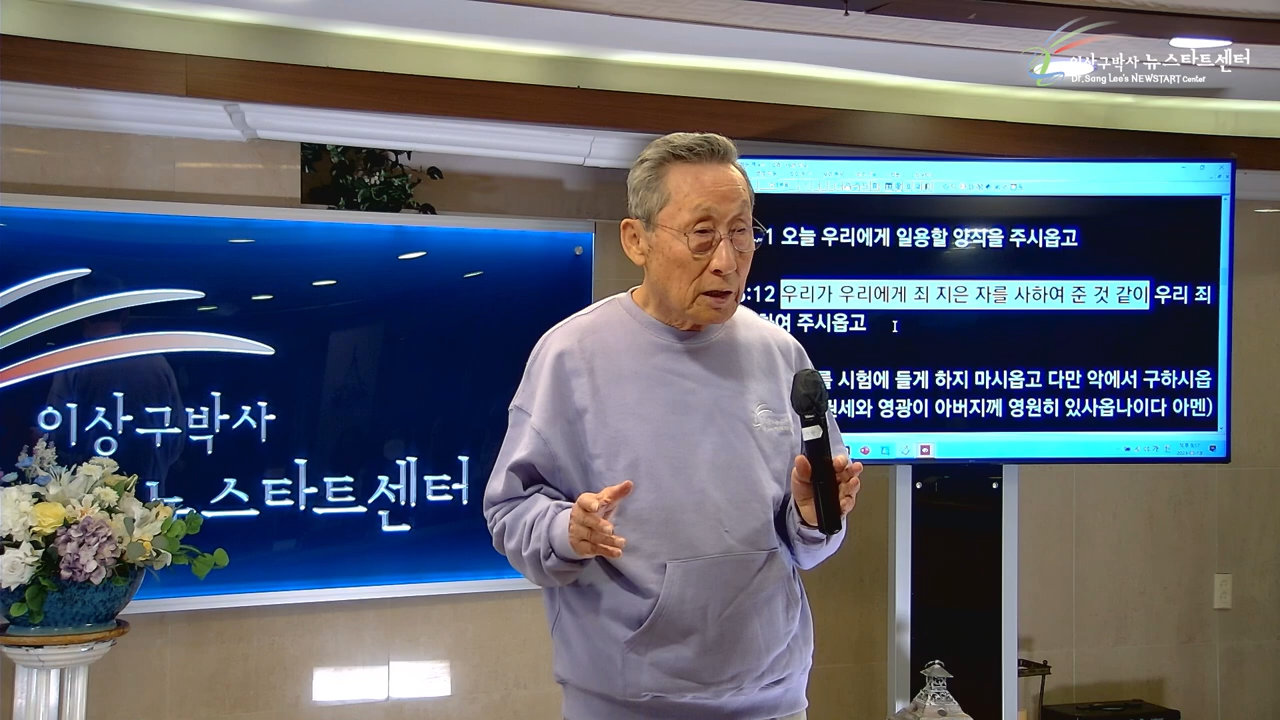 이상구박사 뉴스타트센터
Dr. Sang Lee's NEWSTART Center
이상구박사
뉴스타트센터
1 오늘 우리에게 일용할 양식을 주시옵고
:12 우리가 우리에게 죄 지은 자를 사하여 준 것 같이 우리 죄
여 주시옵고
시험에 들게 하지 마시옵고 다만 악에서 구하시옵
권세와 영광이 아버지께 영원히 있사옵나이다 아멘)